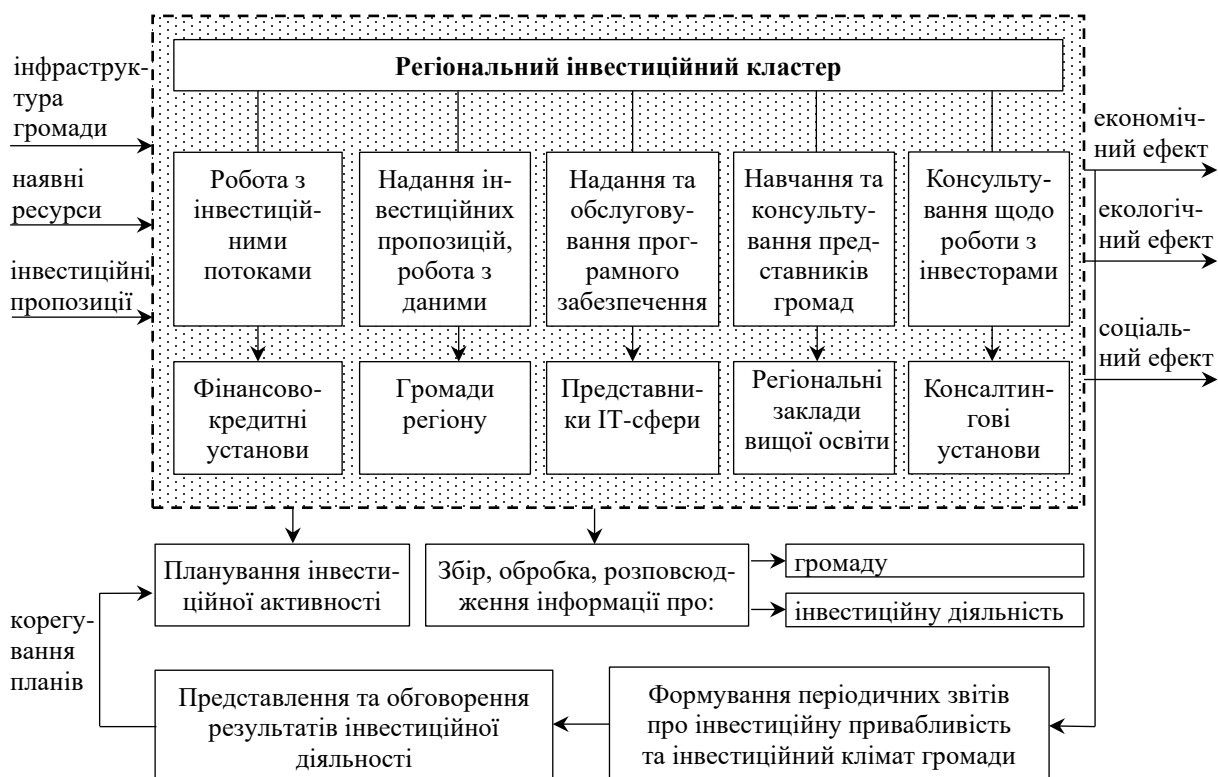 Регіональний інвестиційний кластер
інфраструк-
тура
громади
наявні
ресурси
інвестиційні
пропозиції
Робота з
інвестицій-
ними
потоками
Надання ін-
вестиційних
пропозицій,
робота з
даними
Надання та
обслугову-
вання прог-
рамного
забезпечення
Навчання та
консульту-
вання пред-
ставників
громад
Консульту-
вання щодо
роботи з
інвесторами
Фінансово-
кредитні
установи
Громади
регіону
Представни-
ки ІТ-сфери
Регіональні
заклади
вищої освіти
Консалтин-
гові
установи
економіч-
ний ефект
екологіч-
ний ефект
соціаль-
ний ефект
Планування інвести-
ційної активності
Збір, обробка, розповсюд-
ження інформації про:
громаду
інвестиційну діяльність
корегу-
вання
планів
Представлення та обговорення
результатів інвестиційної
діяльності
Формування періодичних звітів
про інвестиційну привабливість
та інвестиційний клімат громади